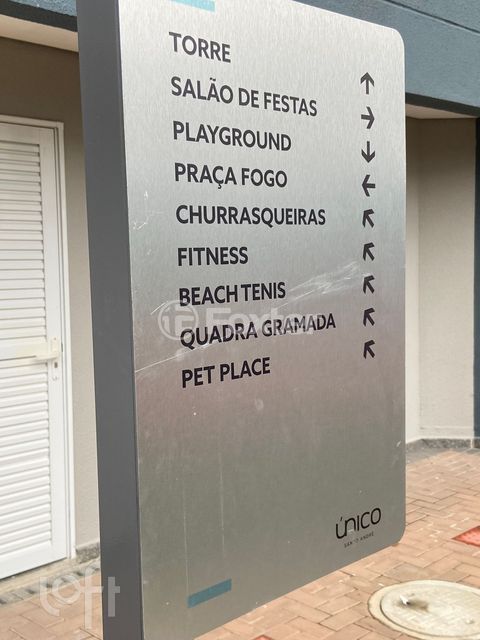 TORRE ↑
SALÃO DE FESTAS →
PLAYGROUND ↓
PRAÇA FOGO ←
CHURRASQUEIRAS ↖
FITNESS ↖
BEACH TENIS ↖
QUADRA GRAMADA ↖
PET PLACE ↖
Foxter
ÚNICO
Loft